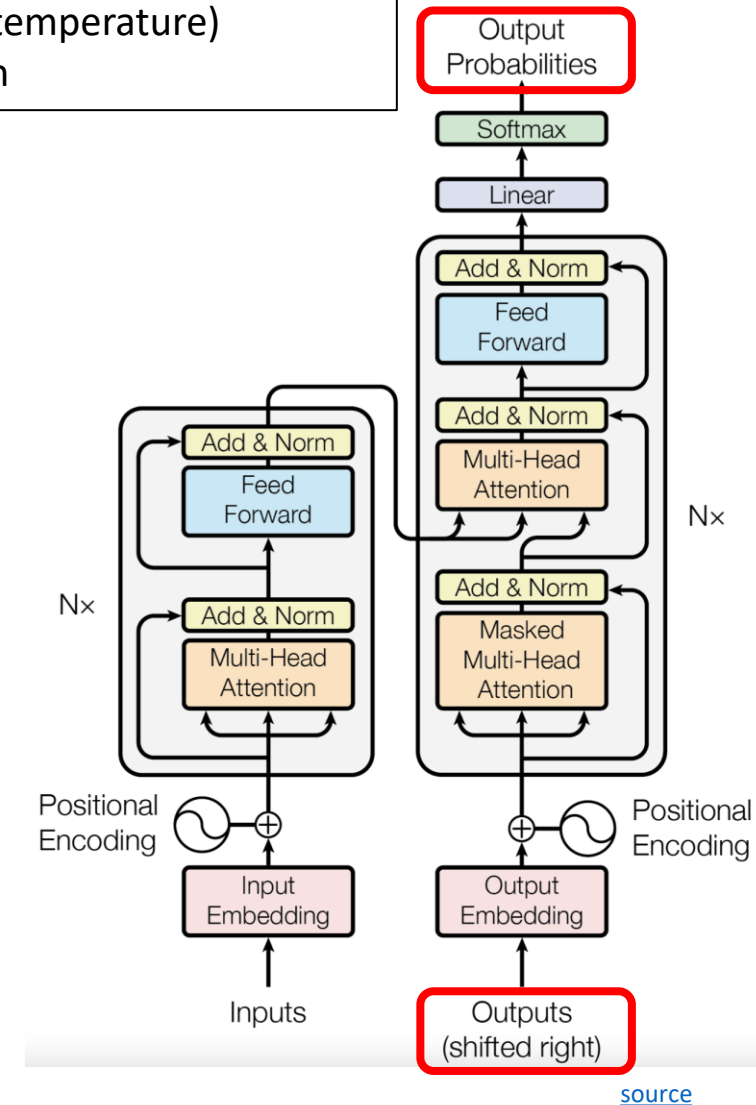 temperature)
Output
Probabilities
Softmax
Linear
Add & Norm
Feed
Forward
Add & Norm
Multi-Head
Attention
Add & Norm
Masked
Multi-Head
Attention
Nx
Add & Norm
Feed
Forward
Add & Norm
Multi-Head
Attention
Nx
Positional
Encoding
Positional
Encoding
Input
Embedding
Output
Embedding
Inputs
Outputs
(shifted right)
source